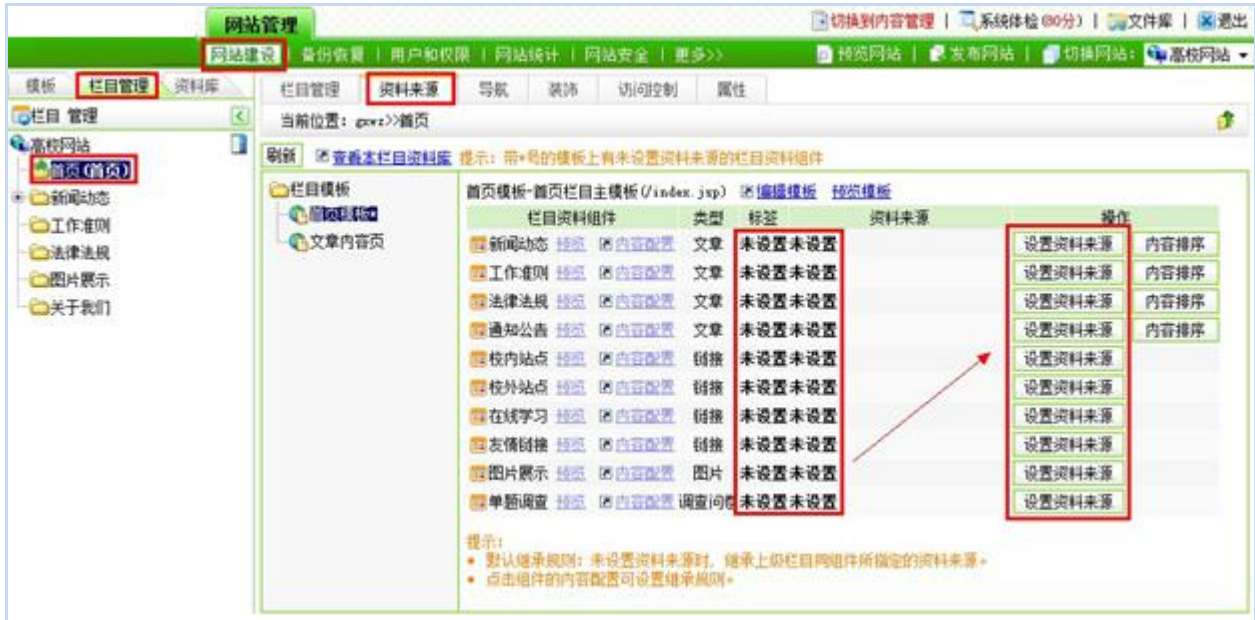 网站管理 切换到内容管理 | 系统体检(80分) | 文件库 | 退出
网站建设 备份恢复 | 用户和权限 | 网站统计 | 网站安全 | 更多>> 预览网站 | 发布网站 | 切换网站: 高校网站
模板 栏目管理 资料库 栏目管理 资料来源 导航 装饰 访问控制 属性
栏目 管理 当前位置: gxwz>>首页
高校网站
首页(首页)
新闻动态
工作准则
法律法规
图片展示
关于我们
刷新 查看本栏目资料库 提示: 带*号的模板上有未设置资料来源的栏目资料组件
栏目模板
首页模板*
文章内容页
首页模板-首页栏目主模板(/index.jsp) 编辑模板 预览模板
栏目资料组件 类型 标签 资料来源 操作
新闻动态 预览 内容配置 文章 未设置未设置 设置资料来源 内容排序
工作准则 预览 内容配置 文章 未设置未设置 设置资料来源 内容排序
法律法规 预览 内容配置 文章 未设置未设置 设置资料来源 内容排序
通知公告 预览 内容配置 文章 未设置未设置 设置资料来源 内容排序
校内站点 预览 内容配置 链接 未设置未设置 设置资料来源
校外站点 预览 内容配置 链接 未设置未设置 设置资料来源
在线学习 预览 内容配置 链接 未设置未设置 设置资料来源
友情链接 预览 内容配置 链接 未设置未设置 设置资料来源
图片展示 预览 内容配置 图片 未设置未设置 设置资料来源
单题调查 预览 内容配置 调查问卷 未设置未设置 设置资料来源
提示:
• 默认继承规则: 未设置资料来源时, 继承上级栏目同组件所指定的资料来源。
• 点击组件的内容配置可设置继承规则。